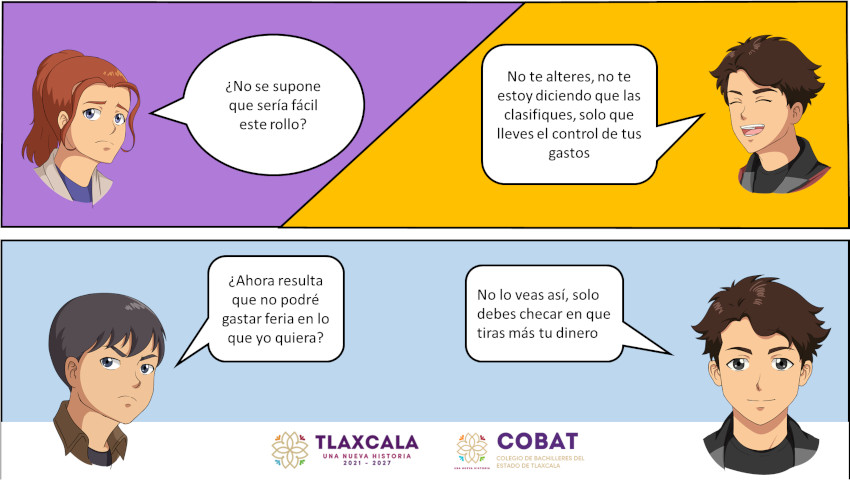 ¿No se supone
que sería fácil
este rollo?
No te alteres, no te
estoy diciendo que las
clasifiques, solo que
lleves el control de tus
gastos
¿Ahora resulta
que no podré
gastar feria en lo
que yo quiera?
No lo veas así, solo
debes checar en que
tiras más tu dinero
TLAXCALA
UNA NUEVA HISTORIA
2021 - 2027
UNA NUEVA HISTORIA
COBAT
COLEGIO DE BACHILLERES DEL
ESTADO DE TLAXCALA